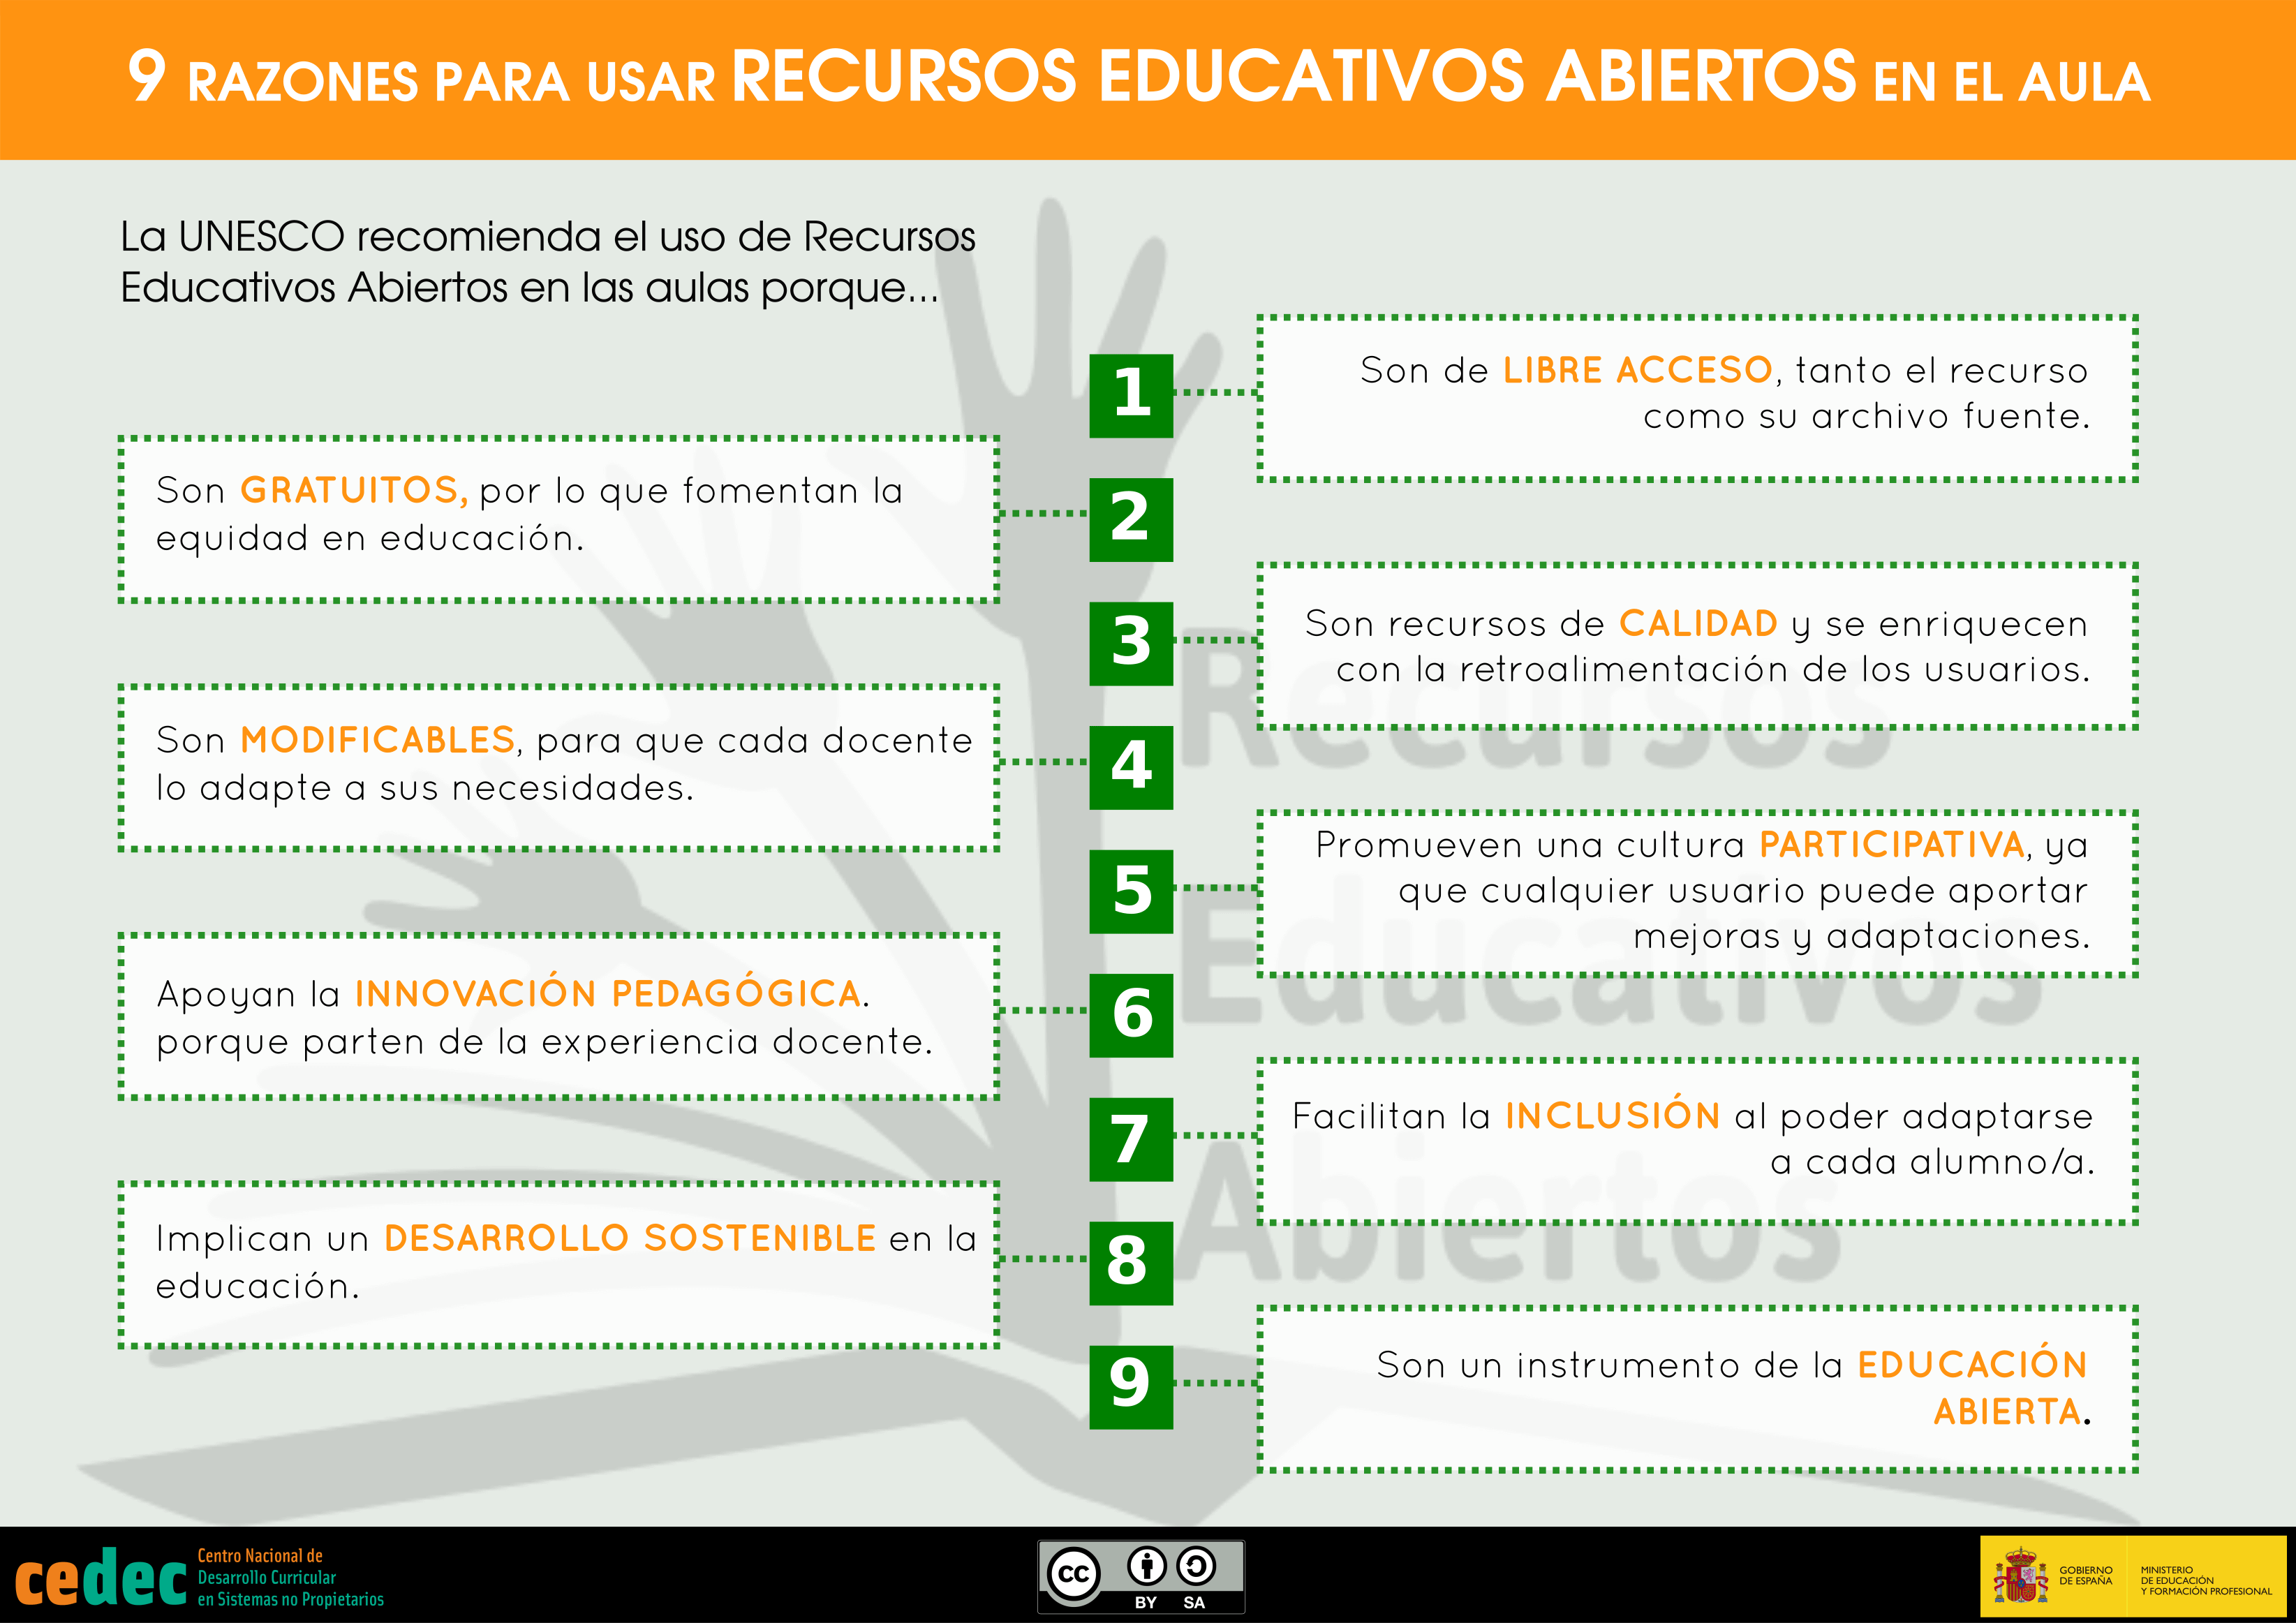 9 RAZONES PARA USAR RECURSOS EDUCATIVOS ABIERTOS EN EL AULA
La UNESCO recomienda el uso de Recursos
Educativos Abiertos en las aulas porque...
1
Son de LIBRE ACCESO, tanto el recurso
como su archivo fuente.
2
Son GRATUITOS, por lo que fomentan la
equidad en educación.
3
Son recursos de CALIDAD y se enriquecen
con la retroalimentación de los usuarios.
4
Son MODIFICABLES, para que cada docente
lo adapte a sus necesidades.
5
Promueven una cultura PARTICIPATIVA, ya
que cualquier usuario puede aportar
mejoras y adaptaciones.
6
Apoyan la INNOVACIÓN PEDAGÓGICA.
porque parten de la experiencia docente.
7
Facilitan la INCLUSIÓN al poder adaptarse
a cada alumno/a.
8
Implican un DESARROLLO SOSTENIBLE en la
educación.
9
Son un instrumento de la EDUCACIÓN
ABIERTA.
Recursos
Educativos
Abiertos
cedec
Centro Nacional de
Desarrollo Curricular
en Sistemas no Propietarios
cc
BY SA
GOBIERNO
DE ESPAÑA
MINISTERIO
DE EDUCACIÓN
Y FORMACIÓN PROFESIONAL